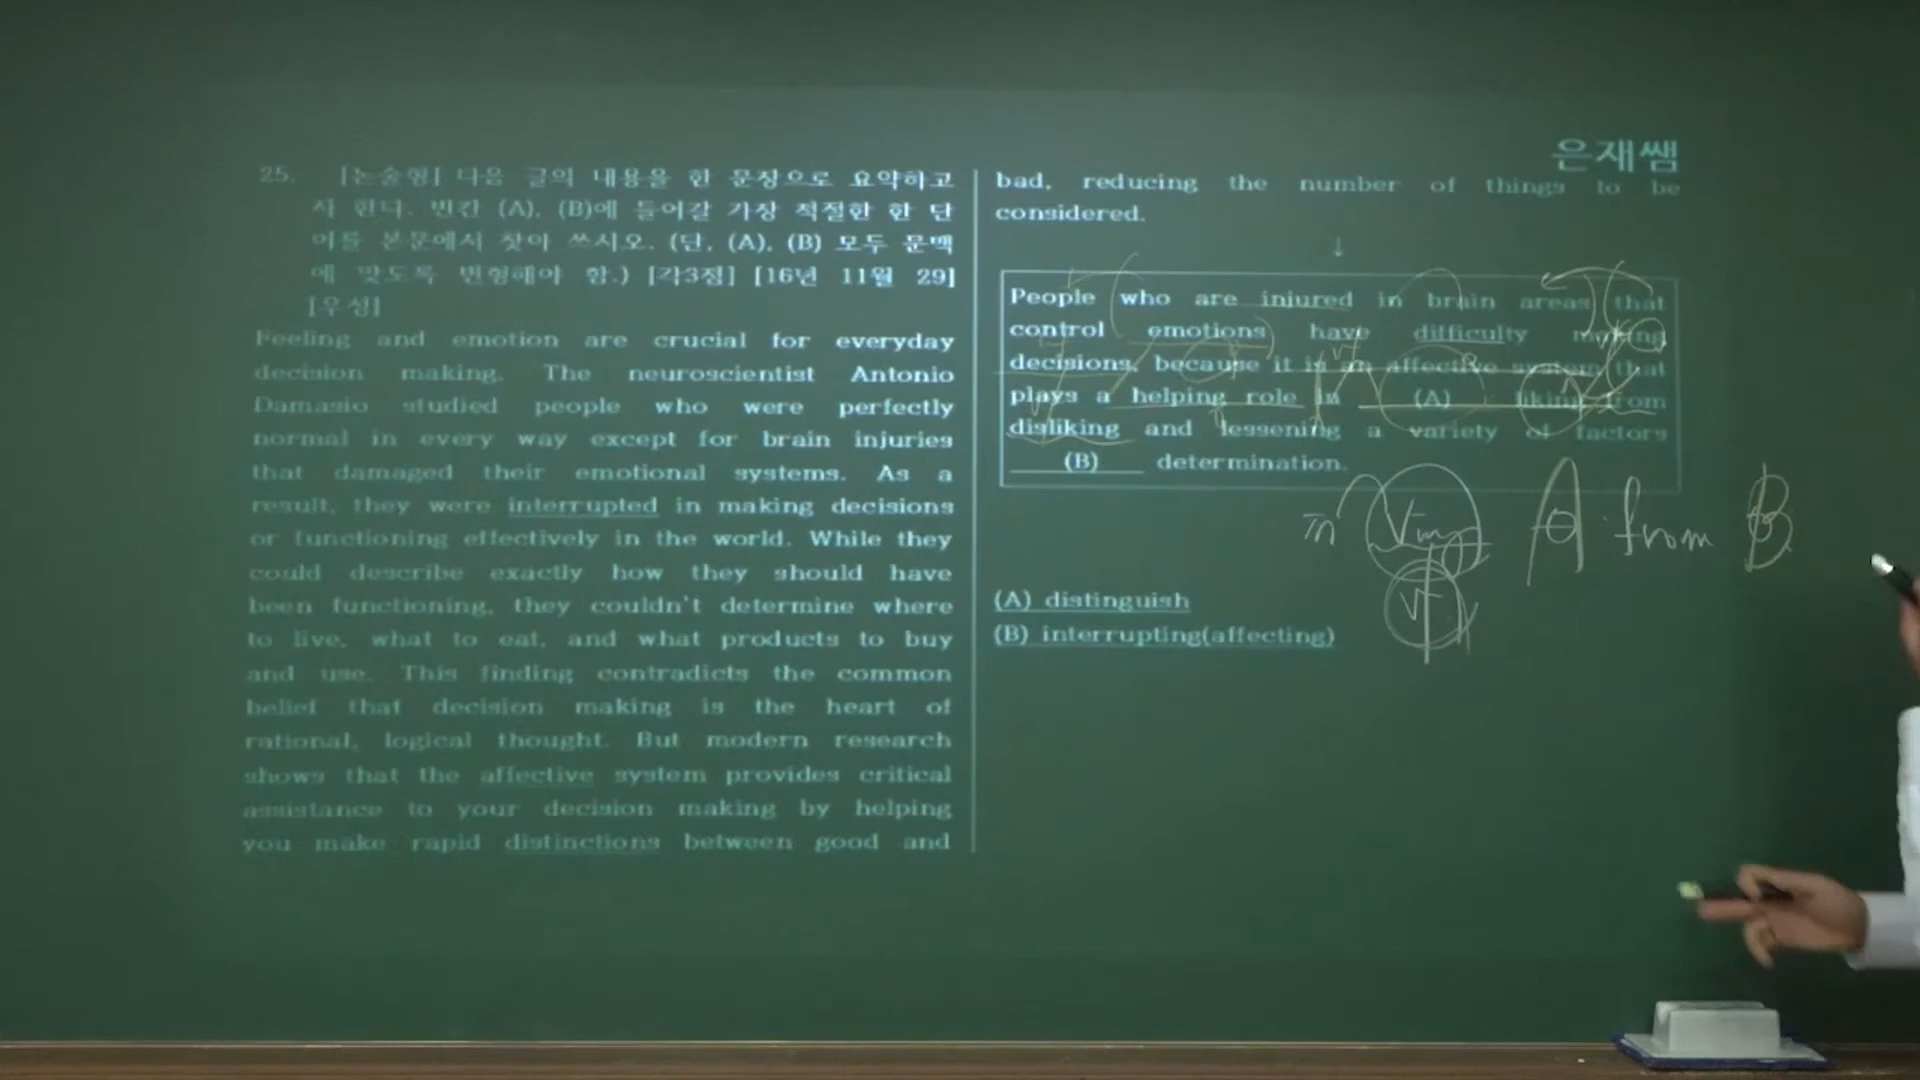 은재쌤
25. [논술형] 다음 글의 내용을 한 문장으로 요약하고
자 한다. 빈칸 (A), (B)에 들어갈 가장 적절한 한 단
어를 본문에서 찾아 쓰시오. (단, (A), (B) 모두 문맥
에 맞도록 변형해야 함.) [각3점] [16년 11월 29]
[우성]
Feeling and emotion are crucial for everyday
decision making. The neuroscientist Antonio
Damasio studied people who were perfectly
normal in every way except for brain injuries
that damaged their emotional systems. As a
result, they were interrupted in making decisions
or functioning effectively in the world. While they
could describe exactly how they should have
been functioning, they couldn't determine where
to live, what to eat, and what products to buy
and use. This finding contradicts the common
belief that decision making is the heart of
rational, logical thought. But modern research
shows that the affective system provides critical
assistance to your decision making by helping
you make rapid distinctions between good and
bad, reducing the number of things to be
considered.
↓
People who are injured in brain areas that
control emotions have difficulty making
decisions, because it is an affective system that
plays a helping role in (A) liking from
disliking and lessening a variety of factors
(B) determination.
in Ving A from B
V
(A) distinguish
(B) interrupting(affecting)